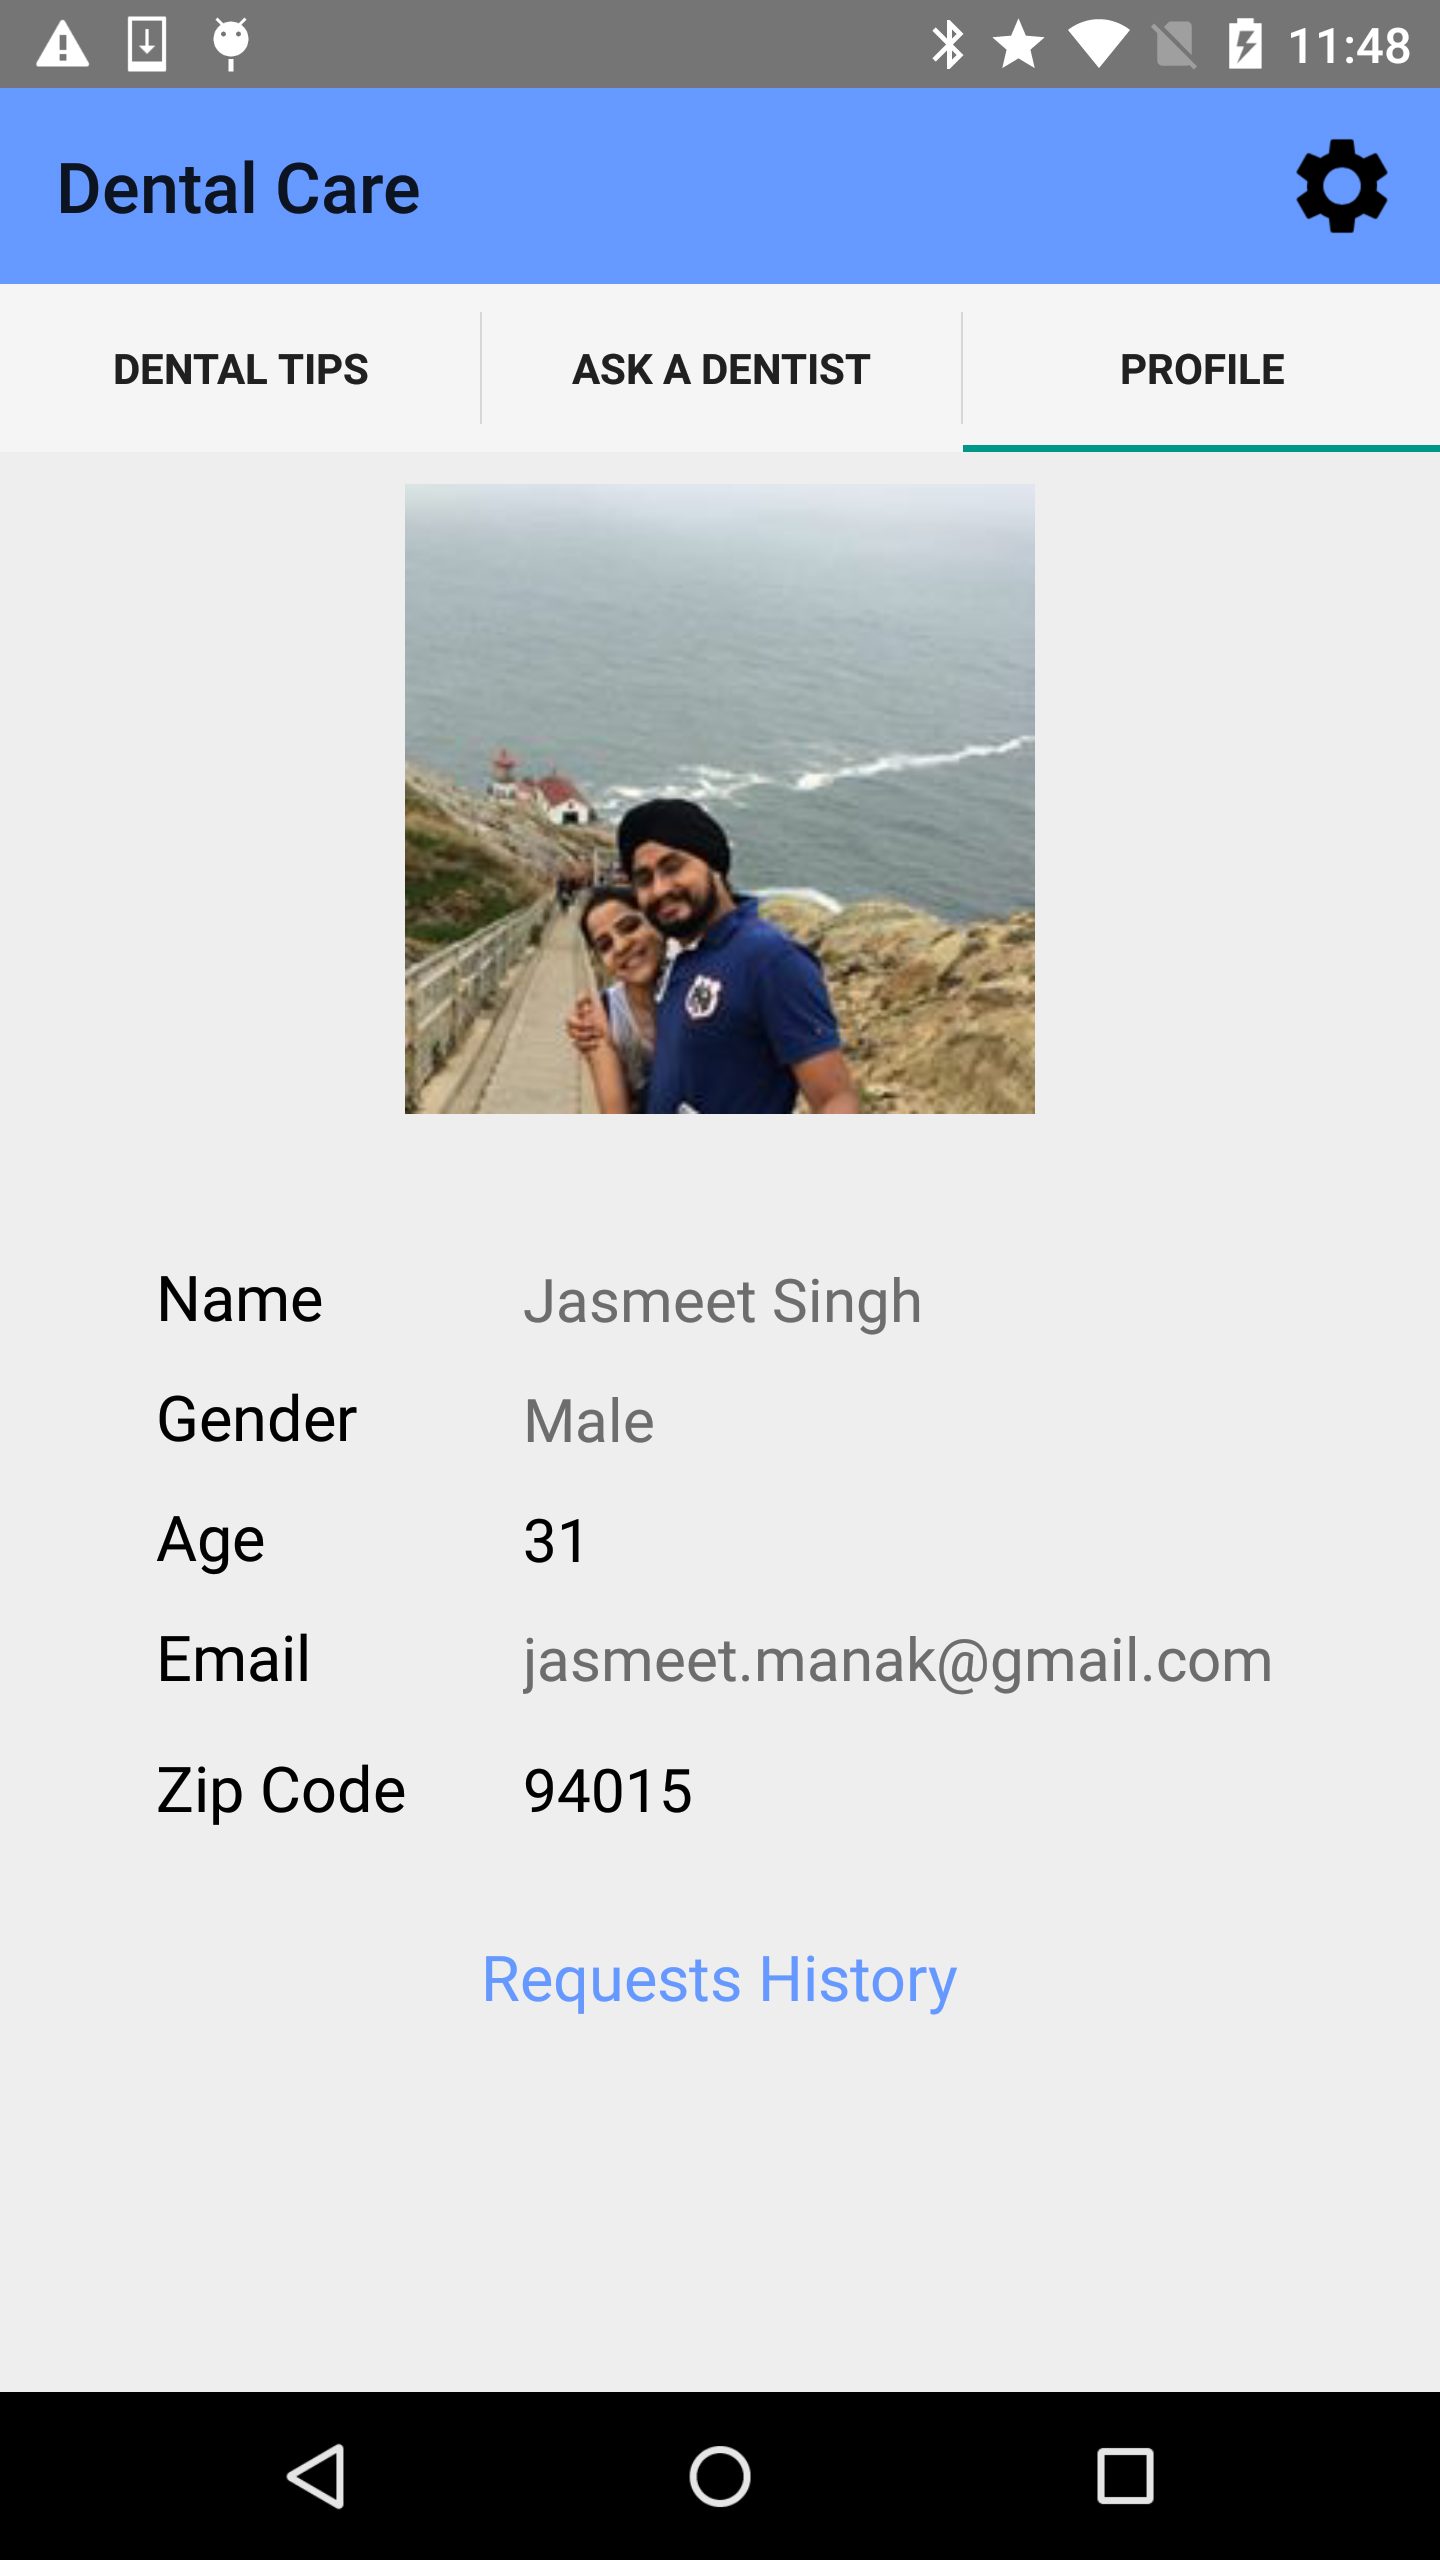 11:48
Dental Care
DENTAL TIPS
ASK A DENTIST
PROFILE
Name Jasmeet Singh
Gender Male
Age 31
Email jasmeet.manak@gmail.com
Zip Code 94015
Requests History